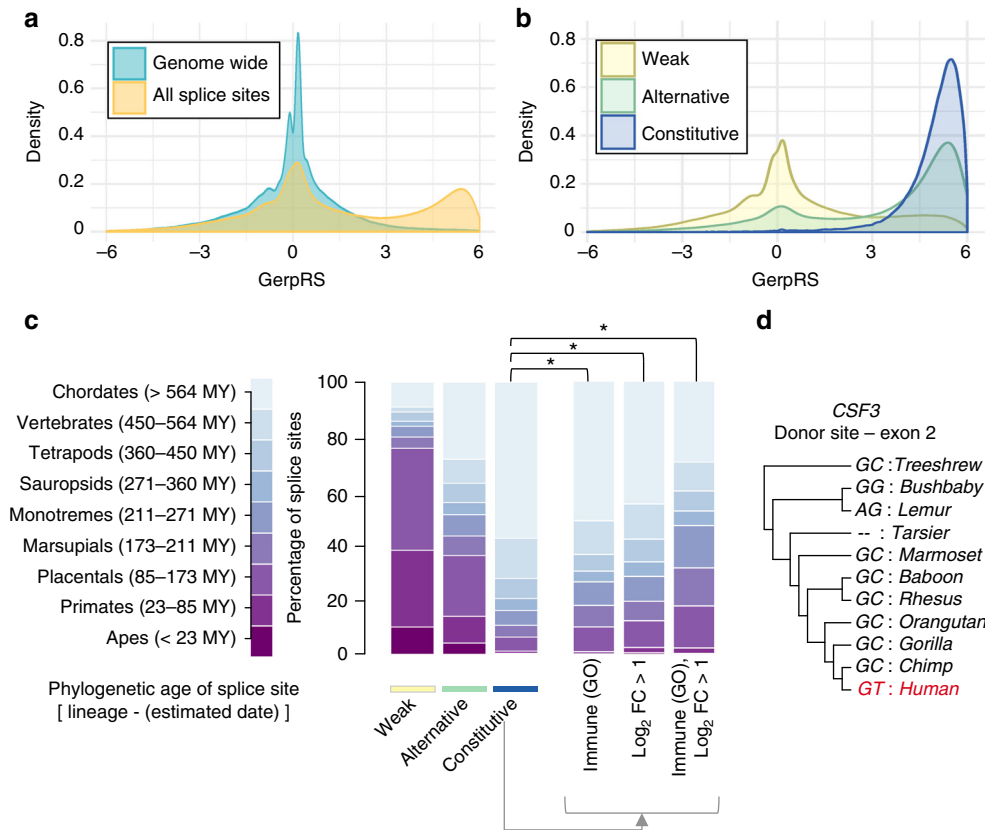 a
Density
0.8
0.6
0.4
0.2
0
Genome wide
All splice sites
−6
−3
0
3
6
GerpRS
b
Density
0.8
0.6
0.4
0.2
0
Weak
Alternative
Constitutive
−6
−3
0
3
6
GerpRS
c
Chordates (> 564 MY)
Vertebrates (450–564 MY)
Tetrapods (360–450 MY)
Sauropsids (271–360 MY)
Monotremes (211–271 MY)
Marsupials (173–211 MY)
Placentals (85–173 MY)
Primates (23–85 MY)
Apes (< 23 MY)
Phylogenetic age of splice site
[ lineage - (estimated date) ]
Percentage of splice sites
100
80
60
40
20
0
*
*
*
Weak
Alternative
Constitutive
Immune (GO)
Log2 FC > 1
Immune (GO),
Log2 FC > 1
d
CSF3
Donor site – exon 2
GC : Treeshrew
GG : Bushbaby
AG : Lemur
-- : Tarsier
GC : Marmoset
GC : Baboon
GC : Rhesus
GC : Orangutan
GC : Gorilla
GC : Chimp
GT : Human